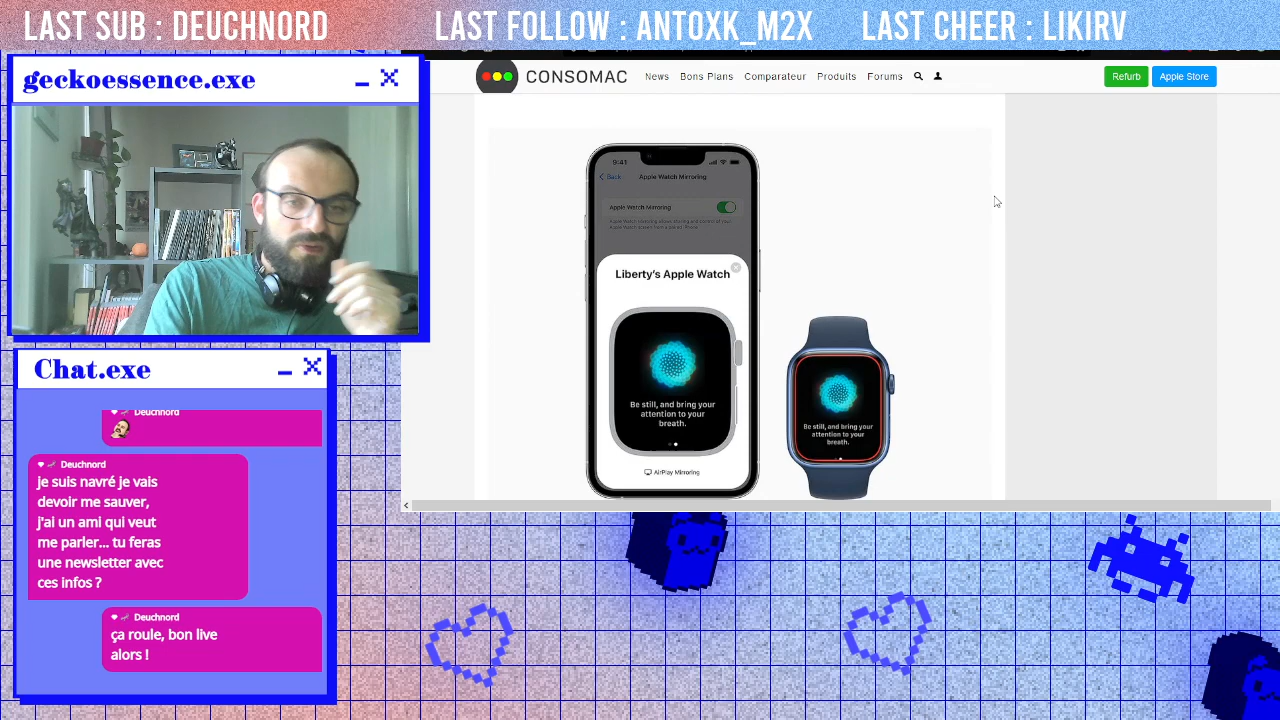 LAST SUB : DEUCHNORD
LAST FOLLOW : ANTOXK_M2X
LAST CHEER : LIKIRV
geckoessence.exe
CONSOMAC
News
Bons Plans
Comparateur
Produits
Forums
Refurb
Apple Store
9:41
Back
Apple Watch Mirroring
Apple Watch Mirroring
Liberty's Apple Watch
Be still, and bring your
attention to your
breath.
AirPlay Mirroring
Be still, and bring your
attention to your
breath.
Chat.exe
Deuchnord
Deuchnord
je suis navré je vais
devoir me sauver,
j'ai un ami qui veut
me parler... tu feras
une newsletter avec
ces infos ?
Deuchnord
ça roule, bon live
alors !